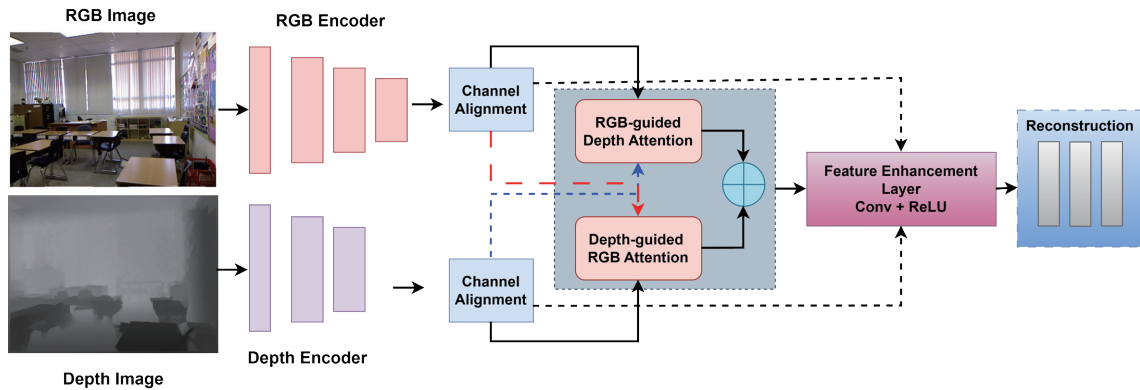 RGB Image
RGB Encoder
Channel
Alignment
RGB-guided
Depth Attention
Feature Enhancement
Layer
Conv + ReLU
Reconstruction
Depth-guided
RGB Attention
Channel
Alignment
Depth Encoder
Depth Image